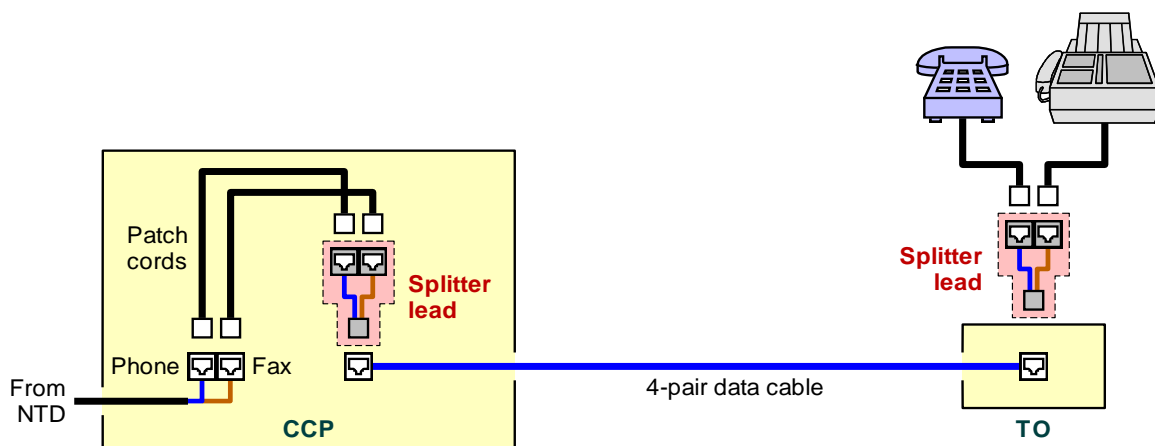 Patch
cords
Splitter
lead
Splitter
lead
Phone
Fax
From
NTD
4-pair data cable
CCP
TO